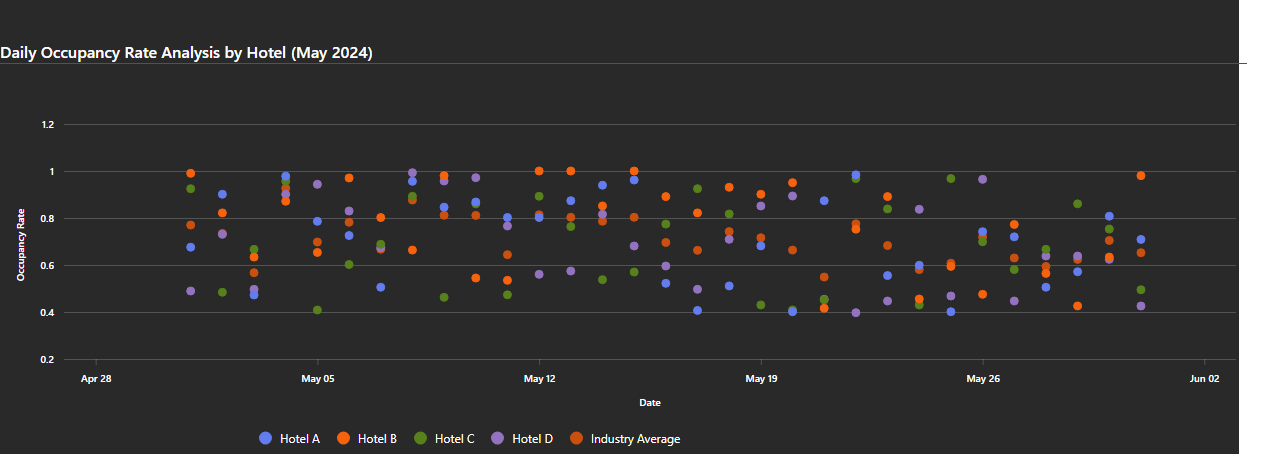 Daily Occupancy Rate Analysis by Hotel (May 2024)
1.2
1
0.8
0.6
0.4
0.2
Occupancy Rate
Apr 28 May 05 May 12 May 19 May 26 Jun 02
Date
Hotel A Hotel B Hotel C Hotel D Industry Average